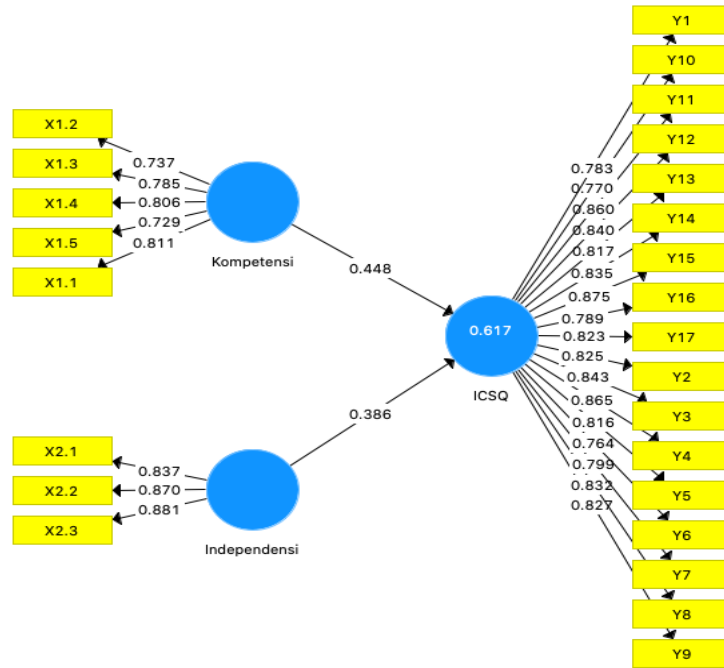 X1.2
X1.3
X1.4
X1.5
X1.1
0.737
0.785
0.806
0.729
0.811
Kompetensi
0.448
X2.1
X2.2
X2.3
0.837
0.870
0.881
Independensi
0.386
0.617
ICSQ
0.783
0.770
0.860
0.840
0.817
0.835
0.875
0.789
0.823
0.825
0.843
0.865
0.816
0.764
0.799
0.832
0.827
Y1
Y10
Y11
Y12
Y13
Y14
Y15
Y16
Y17
Y2
Y3
Y4
Y5
Y6
Y7
Y8
Y9